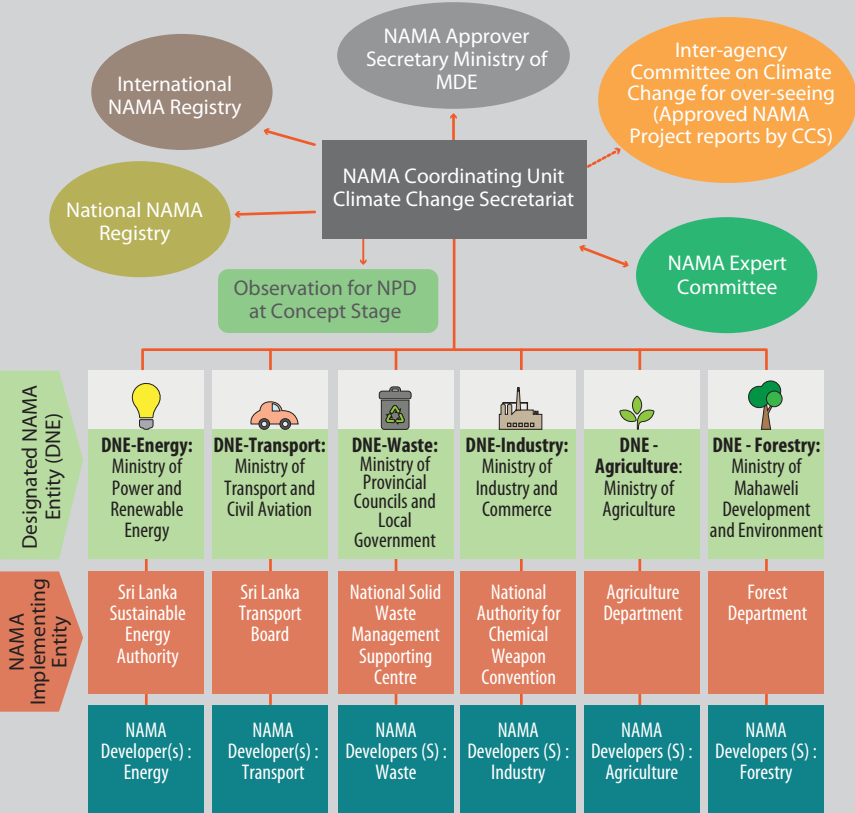 NAMA Approver
Secretary Ministry of
MDE
International
NAMA Registry
Inter-agency
Committee on Climate
Change for over-seeing
(Approved NAMA
Project reports by CCS)
NAMA Coordinating Unit
Climate Change Secretariat
National NAMA
Registry
NAMA Expert
Committee
Observation for NPD
at Concept Stage
Designated NAMA
Entity (DNE)
DNE-Energy:
Ministry of
Power and
Renewable
Energy
DNE-Transport:
Ministry of
Transport and
Civil Aviation
DNE-Waste:
Ministry of
Provincial
Councils and
Local
Government
DNE-Industry:
Ministry of
Industry and
Commerce
DNE -
Agriculture:
Ministry of
Agriculture
DNE - Forestry:
Ministry of
Mahaweli
Development
and Environment
NAMA
Implementing
Entity
Sri Lanka
Sustainable
Energy
Authority
Sri Lanka
Transport
Board
National Solid
Waste
Management
Supporting
Centre
National
Authority for
Chemical
Weapon
Convention
Agriculture
Department
Forest
Department
NAMA
Developer(s) :
Energy
NAMA
Developer(s) :
Transport
NAMA
Developers (S) :
Waste
NAMA
Developers (S) :
Industry
NAMA
Developers (S) :
Agriculture
NAMA
Developers (S) :
Forestry